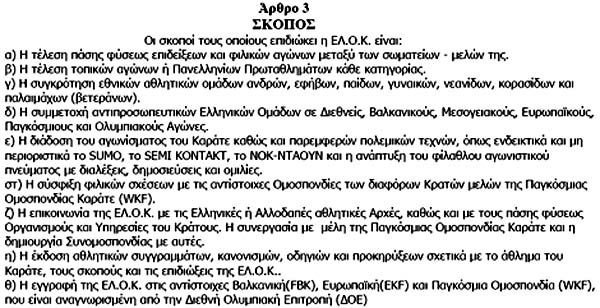 Άρθρο 3
ΣΚΟΠΟΣ
Οι σκοποί τους οποίους επιδιώκει η ΕΛ.Ο.Κ. είναι:
α) Η τέλεση πάσης φύσεως επιδείξεων και φιλικών αγώνων μεταξύ των σωματείων - μελών της.
β) Η τέλεση τοπικών αγώνων ή Πανελληνίων Πρωταθλημάτων κάθε κατηγορίας.
γ) Η συγκρότηση εθνικών αθλητικών ομάδων ανδρών, εφήβων, παίδων, γυναικών, νεανίδων, κορασίδων και
παλαιμάχων (βετεράνων).
δ) Η συμμετοχή αντιπροσωπευτικών Ελληνικών Ομάδων σε Διεθνείς, Βαλκανικούς, Μεσογειακούς, Ευρωπαϊκούς,
Παγκόσμιους και Ολυμπιακούς Αγώνες.
ε) Η διάδοση του αγωνίσματος του Καράτε καθώς και παρεμφερών πολεμικών τεχνών, όπως ενδεικτικά και μη
περιοριστικά το SUMO, το SEMI KONTAKT, το ΝΟΚ-ΝΤΑΟΥΝ και η ανάπτυξη του φίλαθλου αγωνιστικού
πνεύματος με διαλέξεις, δημοσιεύσεις και ομιλίες.
στ) Η σύσφιξη φιλικών σχέσεων με τις αντίστοιχες Ομοσπονδίες των διαφόρων Κρατών μελών της Παγκόσμιας
Ομοσπονδίας Καράτε (WKF).
ζ) Η επικοινωνία της ΕΛ.Ο.Κ. με τις Ελληνικές ή Αλλοδαπές αθλητικές Αρχές, καθώς και με τους πάσης φύσεως
Οργανισμούς και Υπηρεσίες του Κράτους. Η συνεργασία με μέλη της Παγκόσμιας Ομοσπονδίας Καράτε και η
δημιουργία Συνομοσπονδίας με αυτές.
η) Η έκδοση αθλητικών συγγραμμάτων, κανονισμών, οδηγιών και προκηρύξεων σχετικά με το άθλημα του
Καράτε, τους σκοπούς και τις επιδιώξεις της ΕΛ.Ο.Κ..
θ) Η εγγραφή της ΕΛ.Ο.Κ. στις αντίστοιχες Βαλκανική(FBK), Ευρωπαϊκή(EKF) και Παγκόσμια Ομοσπονδία (WKF),
που είναι αναγνωρισμένη από την Διεθνή Ολυμπιακή Επιτροπή (ΔΟΕ)